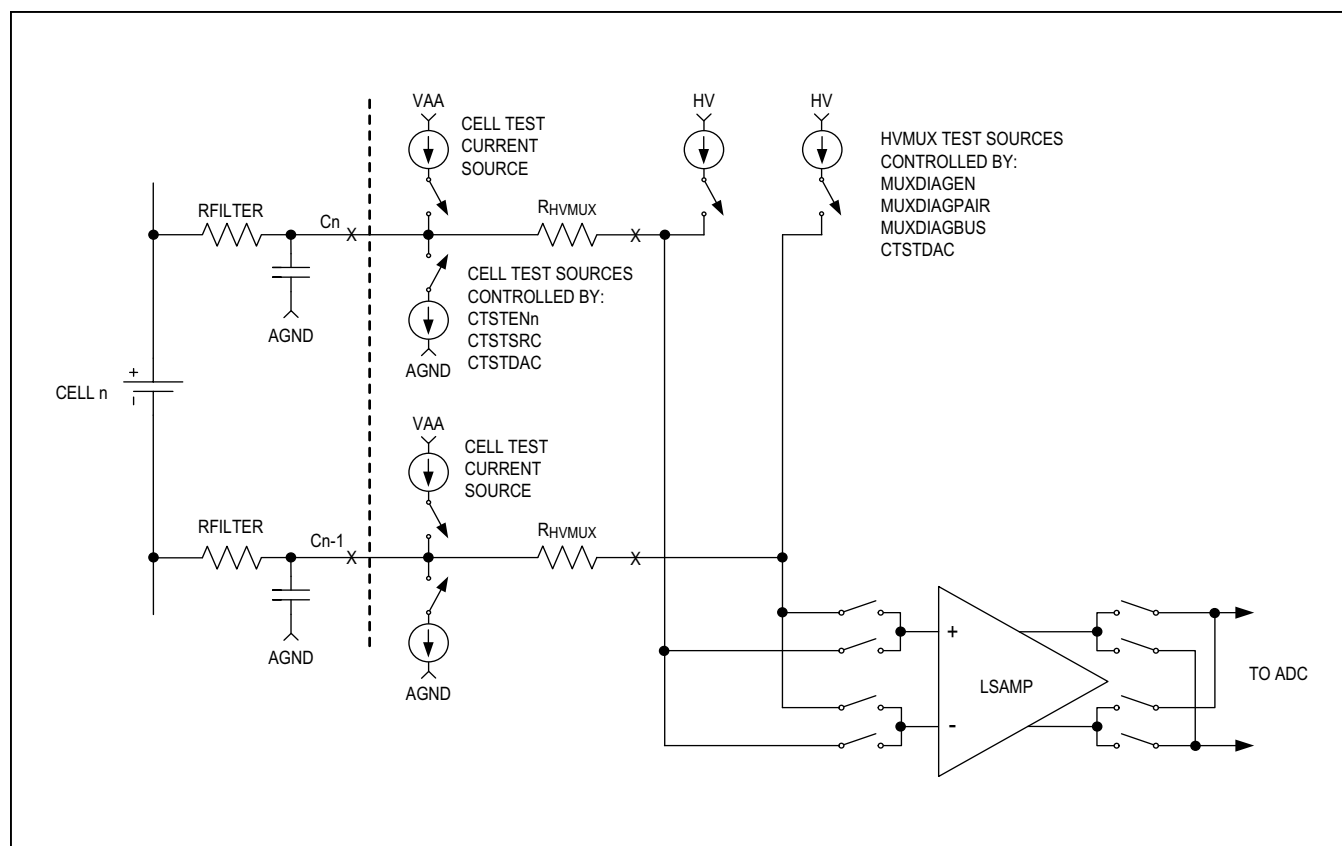 VAA
CELL TEST
CURRENT
SOURCE
HV
HV
HVMUX TEST SOURCES
CONTROLLED BY:
MUXDIAGEN
MUXDIAGPAIR
MUXDIAGBUS
CTSTDAC
RFILTER
Cn
RHVMUX
AGND
CELL TEST SOURCES
CONTROLLED BY:
CTSTENn
CTSTSRC
CTSTDAC
AGND
CELL n
+
-
VAA
CELL TEST
CURRENT
SOURCE
RFILTER
Cn-1
RHVMUX
AGND
AGND
+
-
LSAMP
TO ADC